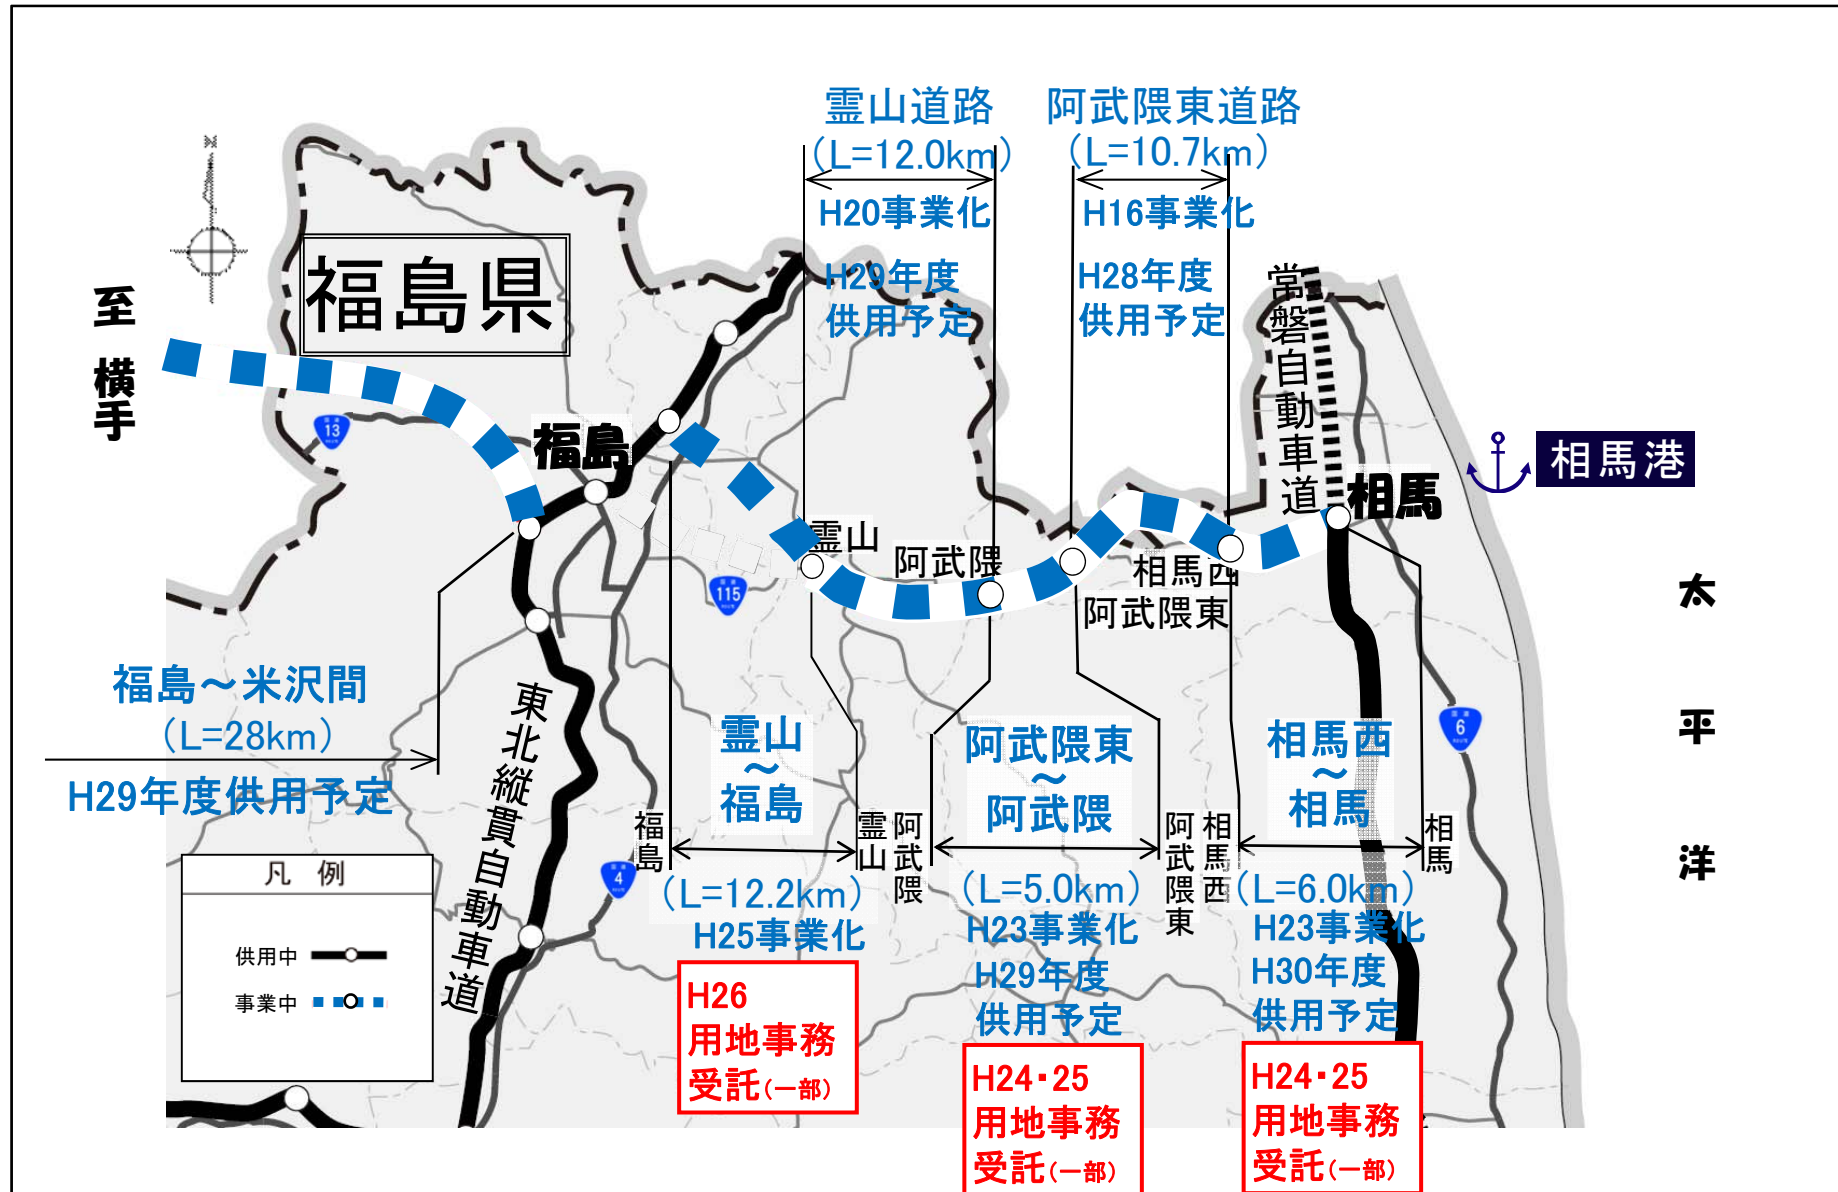 霊山道路
(L=12.0km)
H20事業化
H29年度
供用予定
阿武隈東道路
(L=10.7km)
H16事業化
H28年度
供用予定
N
福島県
至 横手
13
福島
常磐自動車道
相馬
相馬港
霊山
阿武隈
相馬西
阿武隈東
115
太平洋
福島～米沢間
(L=28km)
H29年度供用予定
東北縦貫自動車道
霊山
～
福島
福島
霊山
(L=12.2km)
H25事業化
H26
用地事務
受託(一部)
阿武隈東
～
阿武隈
阿武隈
阿武隈東
(L=5.0km)
H23事業化
H29年度
供用予定
H24・25
用地事務
受託(一部)
相馬西
～
相馬
相馬西
相馬
(L=6.0km)
H23事業化
H30年度
供用予定
H24・25
用地事務
受託(一部)
6
4
凡 例
供用中
事業中